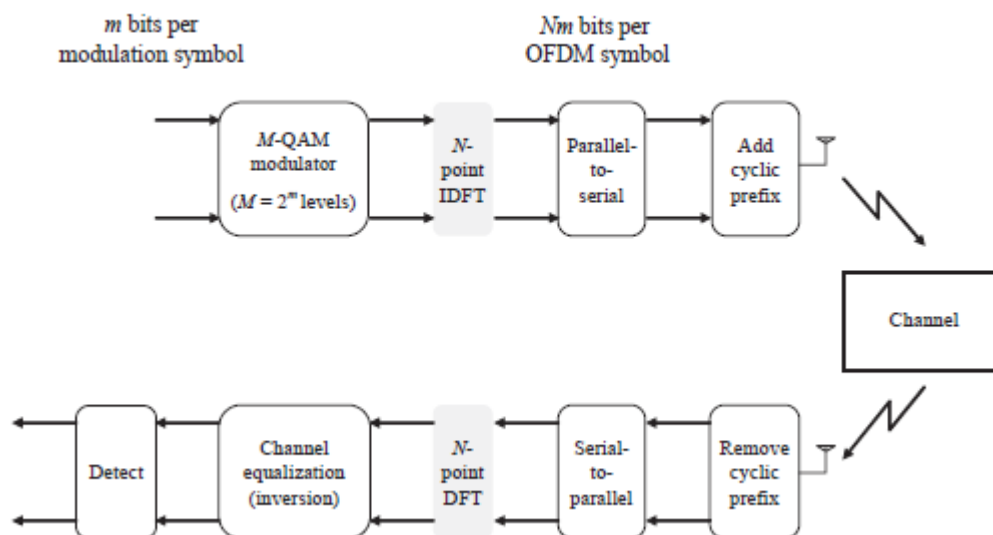 m bits per
modulation symbol
Nm bits per
OFDM symbol
M-QAM
modulator
(M = 2^m levels)
N-
point
IDFT
Parallel-
to-
serial
Add
cyclic
prefix
Channel
Detect
Channel
equalization
(inversion)
N-
point
DFT
Serial-
to-
parallel
Remove
cyclic
prefix